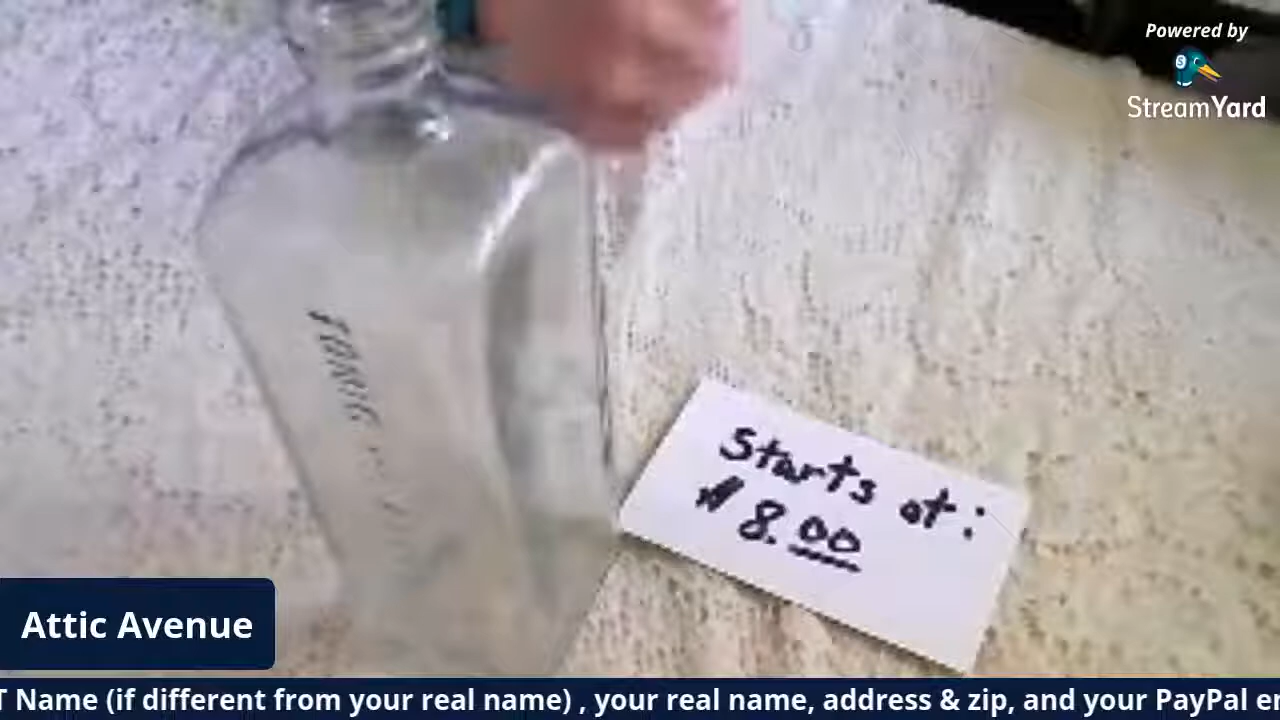 Powered by
StreamYard
Starts at:
$8.00
Attic Avenue
T Name (if different from your real name) , your real name, address & zip, and your PayPal e